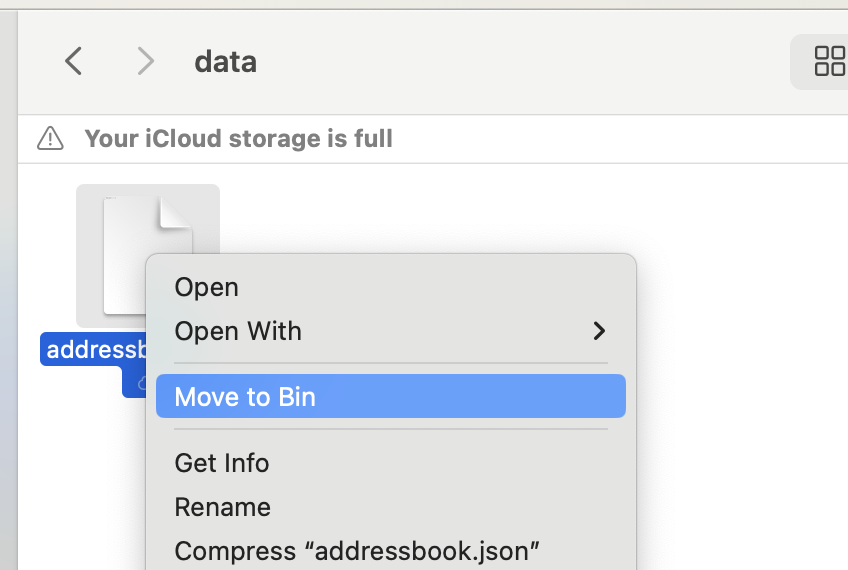 data
Your iCloud storage is full
Open
Open With
addressb
Move to Bin
Get Info
Rename
Compress “addressbook.json”